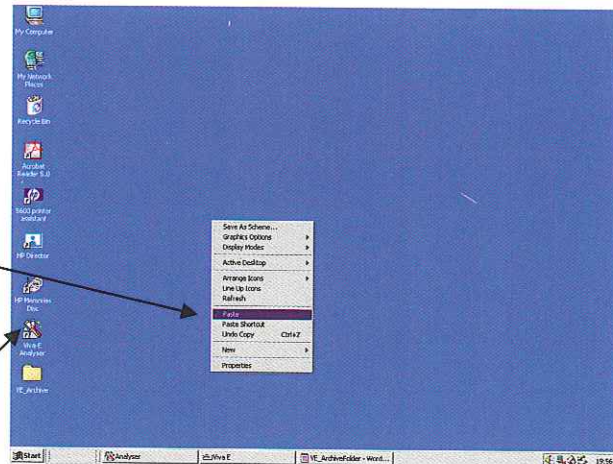 My Computer
My Network
Places
Recycle Bin
Acrobat
Reader 5.0
5600 printer
assistant
HP Director
HP Memories
Disc
Viva-E
Analyser
VE_Archive
Save As Scheme...
Graphics Options
Display Modes
Active Desktop
Arrange Icons
Line Up Icons
Refresh
Paste
Paste Shortcut
Undo Copy Ctrl+Z
New
Properties
Start
Analyser
Viva E
VE_ArchiveFolder - Word...
19:56